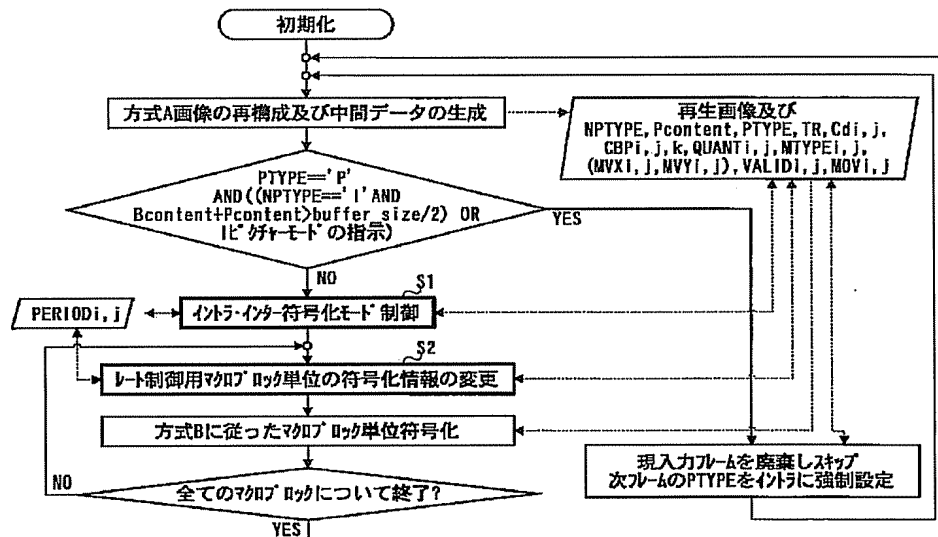 初期化
方式A画像の再構成及び中間データの生成
再生画像及び
NPTYPE,Pcontent,PTYPE,TR,Cdi,j,
CBPi,j,k,QUANTi,j,MTYPEi,j,
(MVXi,j,MVYi,j),VALIDi,j,MOVi,j
PTYPE=='P'
AND((NPTYPE=='I'AND
Bcontent+Pcontent>buffer_size/2) OR
Iピクチャーモードの指示)
YES
NO
S1
イントラ・インター符号化モード制御
PERIODi,j
S2
レート制御用マクロブロック単位の符号化情報の変更
方式Bに従ったマクロブロック単位符号化
現入力フレームを廃棄しスキップ
次フレームのPTYPEをイントラに強制設定
NO
全てのマクロブロックについて終了?
YES